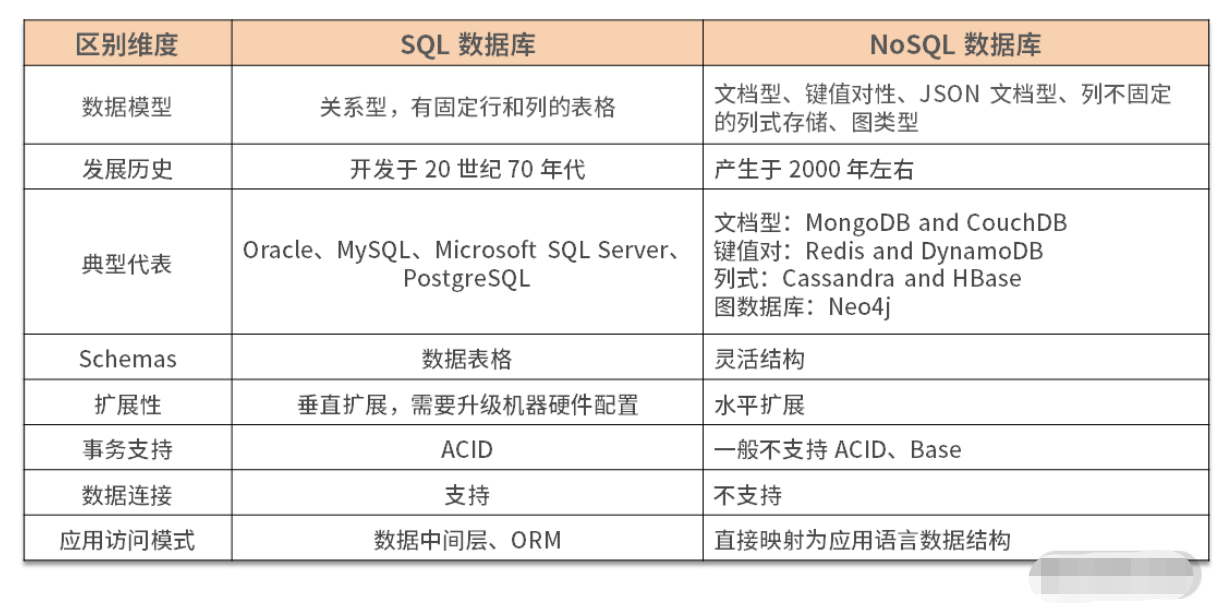 区别维度 SQL 数据库 NoSQL 数据库
数据模型 关系型，有固定行和列的表格 文档型、键值对性、JSON 文档型、列不固定
的列式存储、图类型
发展历史 开发于 20 世纪 70 年代 产生于 2000 年左右
典型代表 Oracle、MySQL、Microsoft SQL Server、
PostgreSQL
文档型：MongoDB and CouchDB
键值对：Redis and DynamoDB
列式：Cassandra and HBase
图数据库：Neo4j
Schemas 数据表格 灵活结构
扩展性 垂直扩展，需要升级机器硬件配置 水平扩展
事务支持 ACID 一般不支持 ACID、Base
数据连接 支持 不支持
应用访问模式 数据中间层、ORM 直接映射为应用语言数据结构